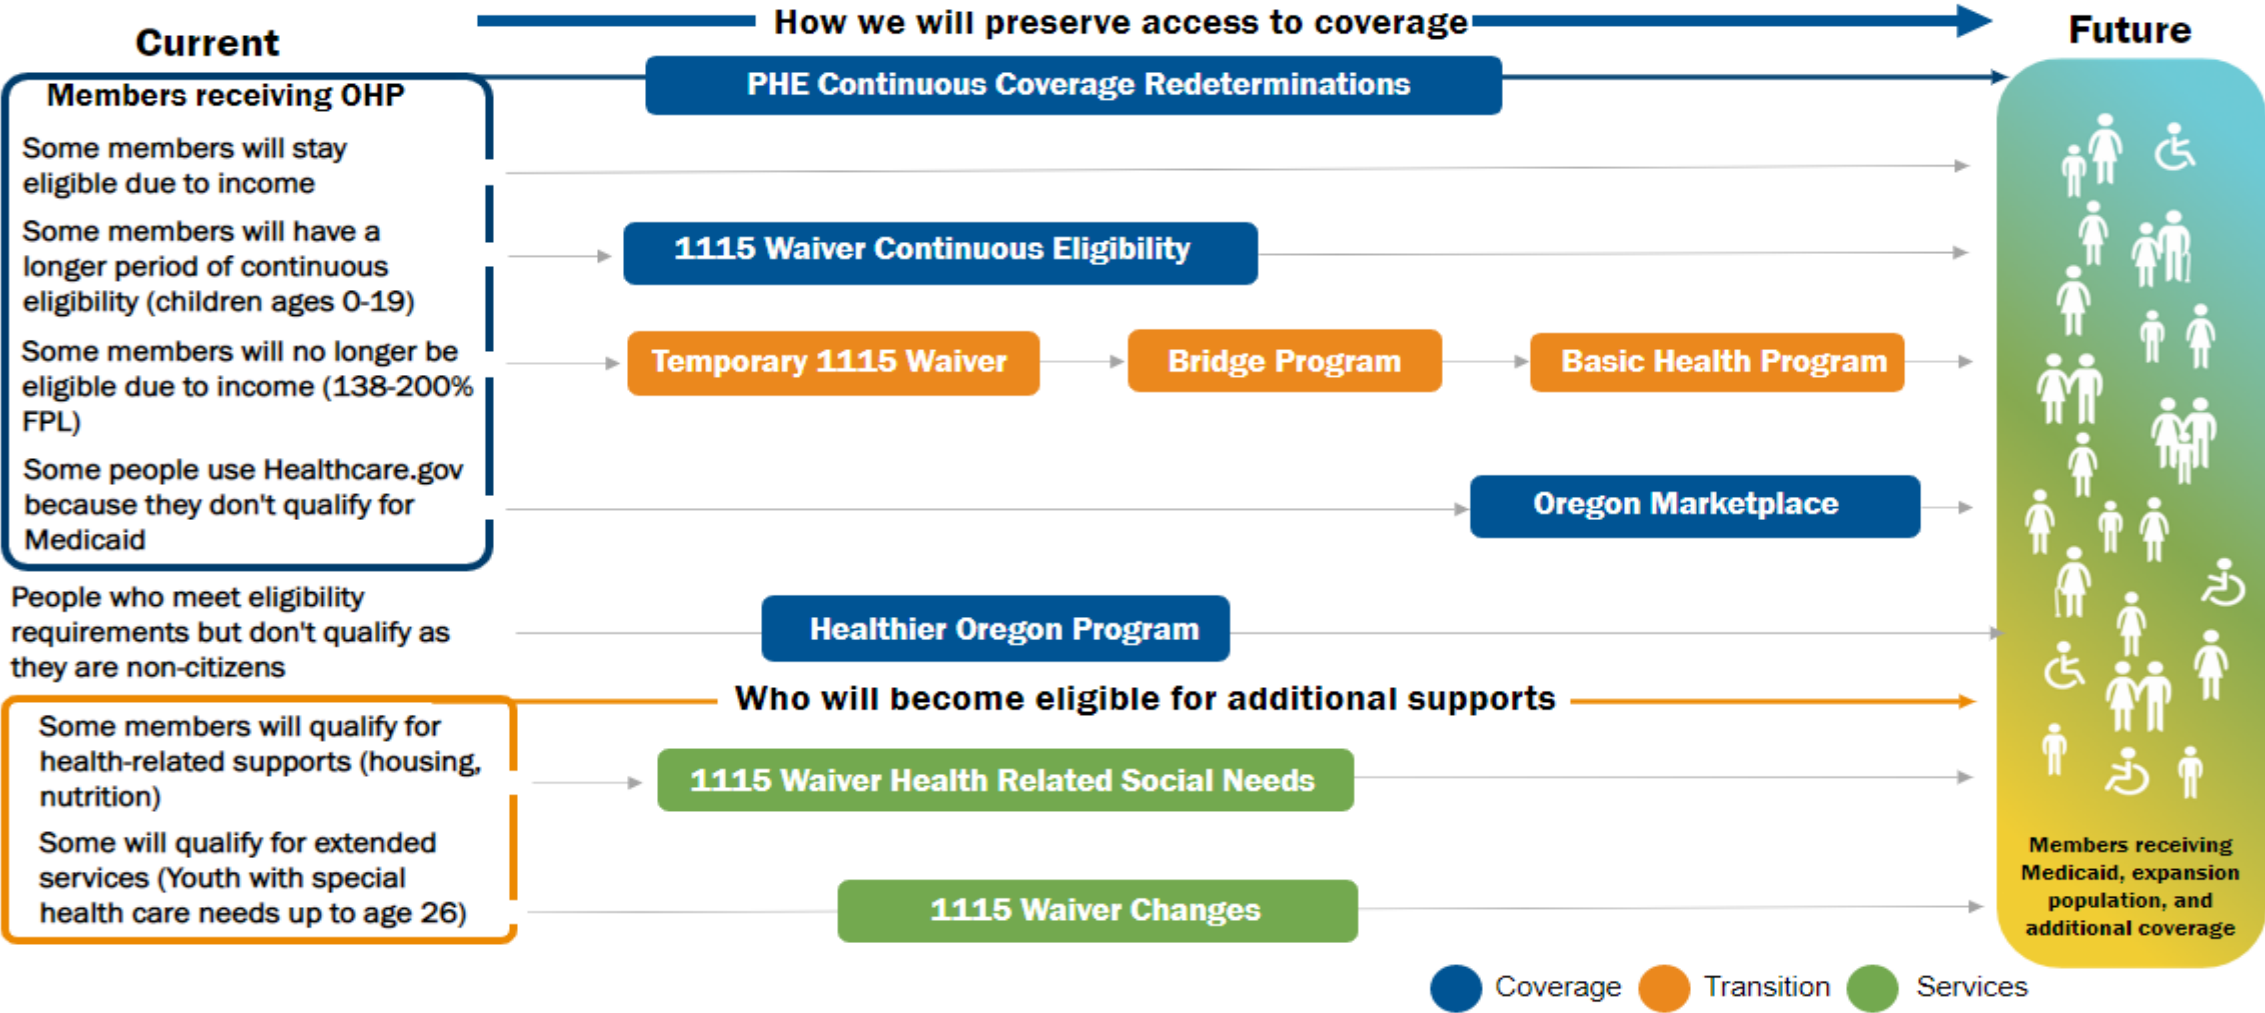 Current
How we will preserve access to coverage
Future
Members receiving OHP
PHE Continuous Coverage Redeterminations
Some members will stay
eligible due to income
Some members will have a
longer period of continuous
eligibility (children ages 0-19)
1115 Waiver Continuous Eligibility
Some members will no longer be
eligible due to income (138-200%
FPL)
Temporary 1115 Waiver
Bridge Program
Basic Health Program
Some people use Healthcare.gov
because they don't qualify for
Medicaid
Oregon Marketplace
People who meet eligibility
requirements but don't qualify as
they are non-citizens
Healthier Oregon Program
Who will become eligible for additional supports
Some members will qualify for
health-related supports (housing,
nutrition)
1115 Waiver Health Related Social Needs
Some will qualify for extended
services (Youth with special
health care needs up to age 26)
1115 Waiver Changes
Members receiving
Medicaid, expansion
population, and
additional coverage
Coverage
Transition
Services